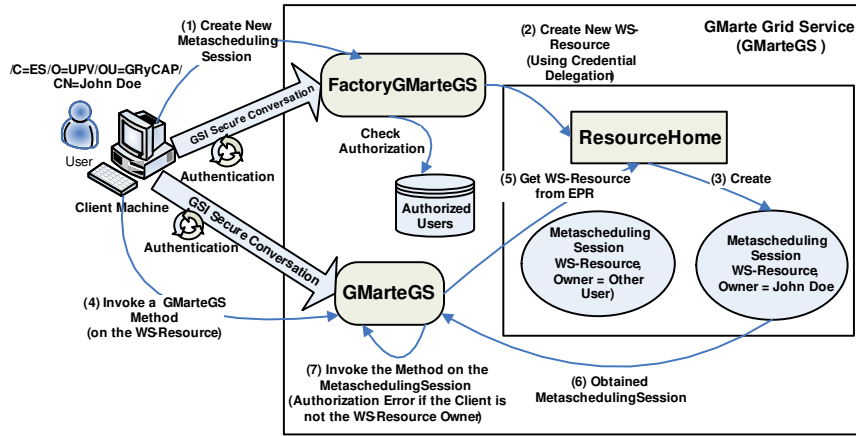 (1) Create New
Metascheduling
Session
/C=ES/O=UPV/OU=GRyCAP/
CN=John Doe
User
Client Machine
GSI Secure Conversation
Authentication
GSI Secure Conversation
Authentication
(4) Invoke a GMarteGS
Method
(on the WS-Resource)
GMarte Grid Service
(GMarteGS )
(2) Create New WS-
Resource
(Using Credential
Delegation)
FactoryGMarteGS
Check
Authorization
Authorized
Users
ResourceHome
(5) Get WS-Resource
from EPR
(3) Create
Metascheduling
Session
WS-Resource,
Owner = Other
User)
Metascheduling
Session
WS-Resource,
Owner = John Doe
GMarteGS
(7) Invoke the Method on the
MetaschedulingSession
(Authorization Error if the Client is
not the WS-Resource Owner)
(6) Obtained
MetaschedulingSession